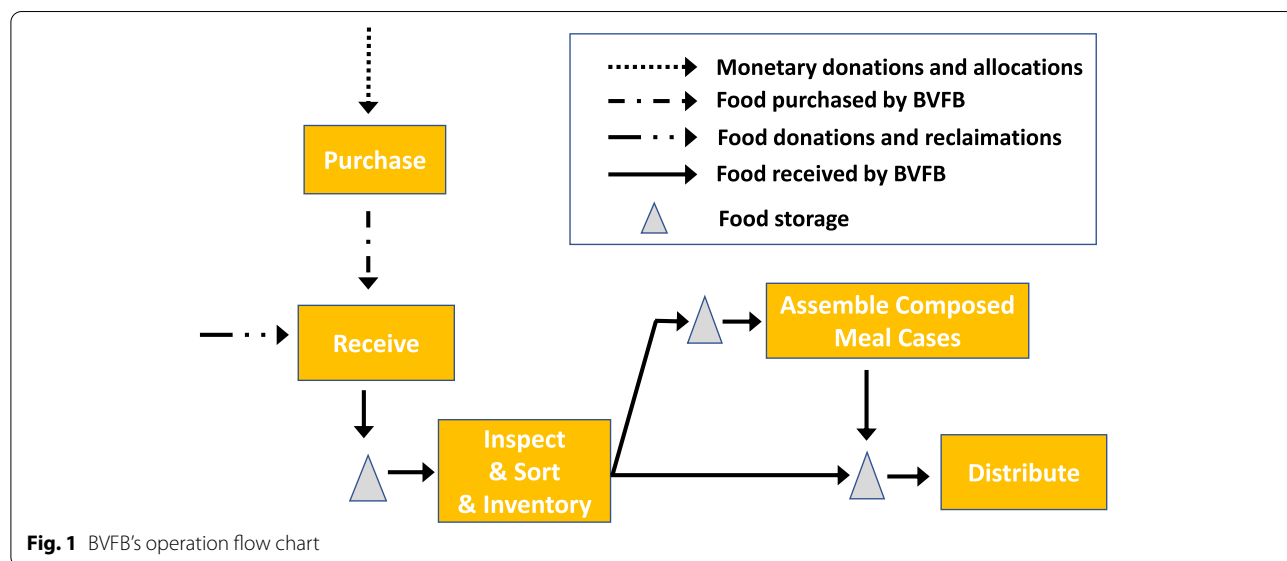 Monetary donations and allocations
Food purchased by BVFB
Food donations and reclaimations
Food received by BVFB
Food storage
Purchase
Receive
Assemble Composed
Meal Cases
Inspect
& Sort
& Inventory
Distribute
Fig. 1 BVFB's operation flow chart